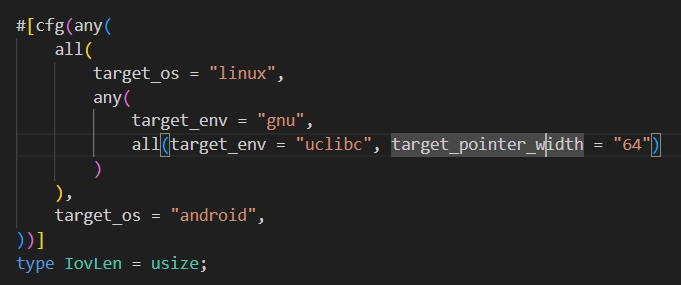 #[cfg(any(
    all(
        target_os = "linux",
        any(
            target_env = "gnu",
            all(target_env = "uclibc", target_pointer_width = "64")
        )
    ),
    target_os = "android",
))]
type IovLen = usize;